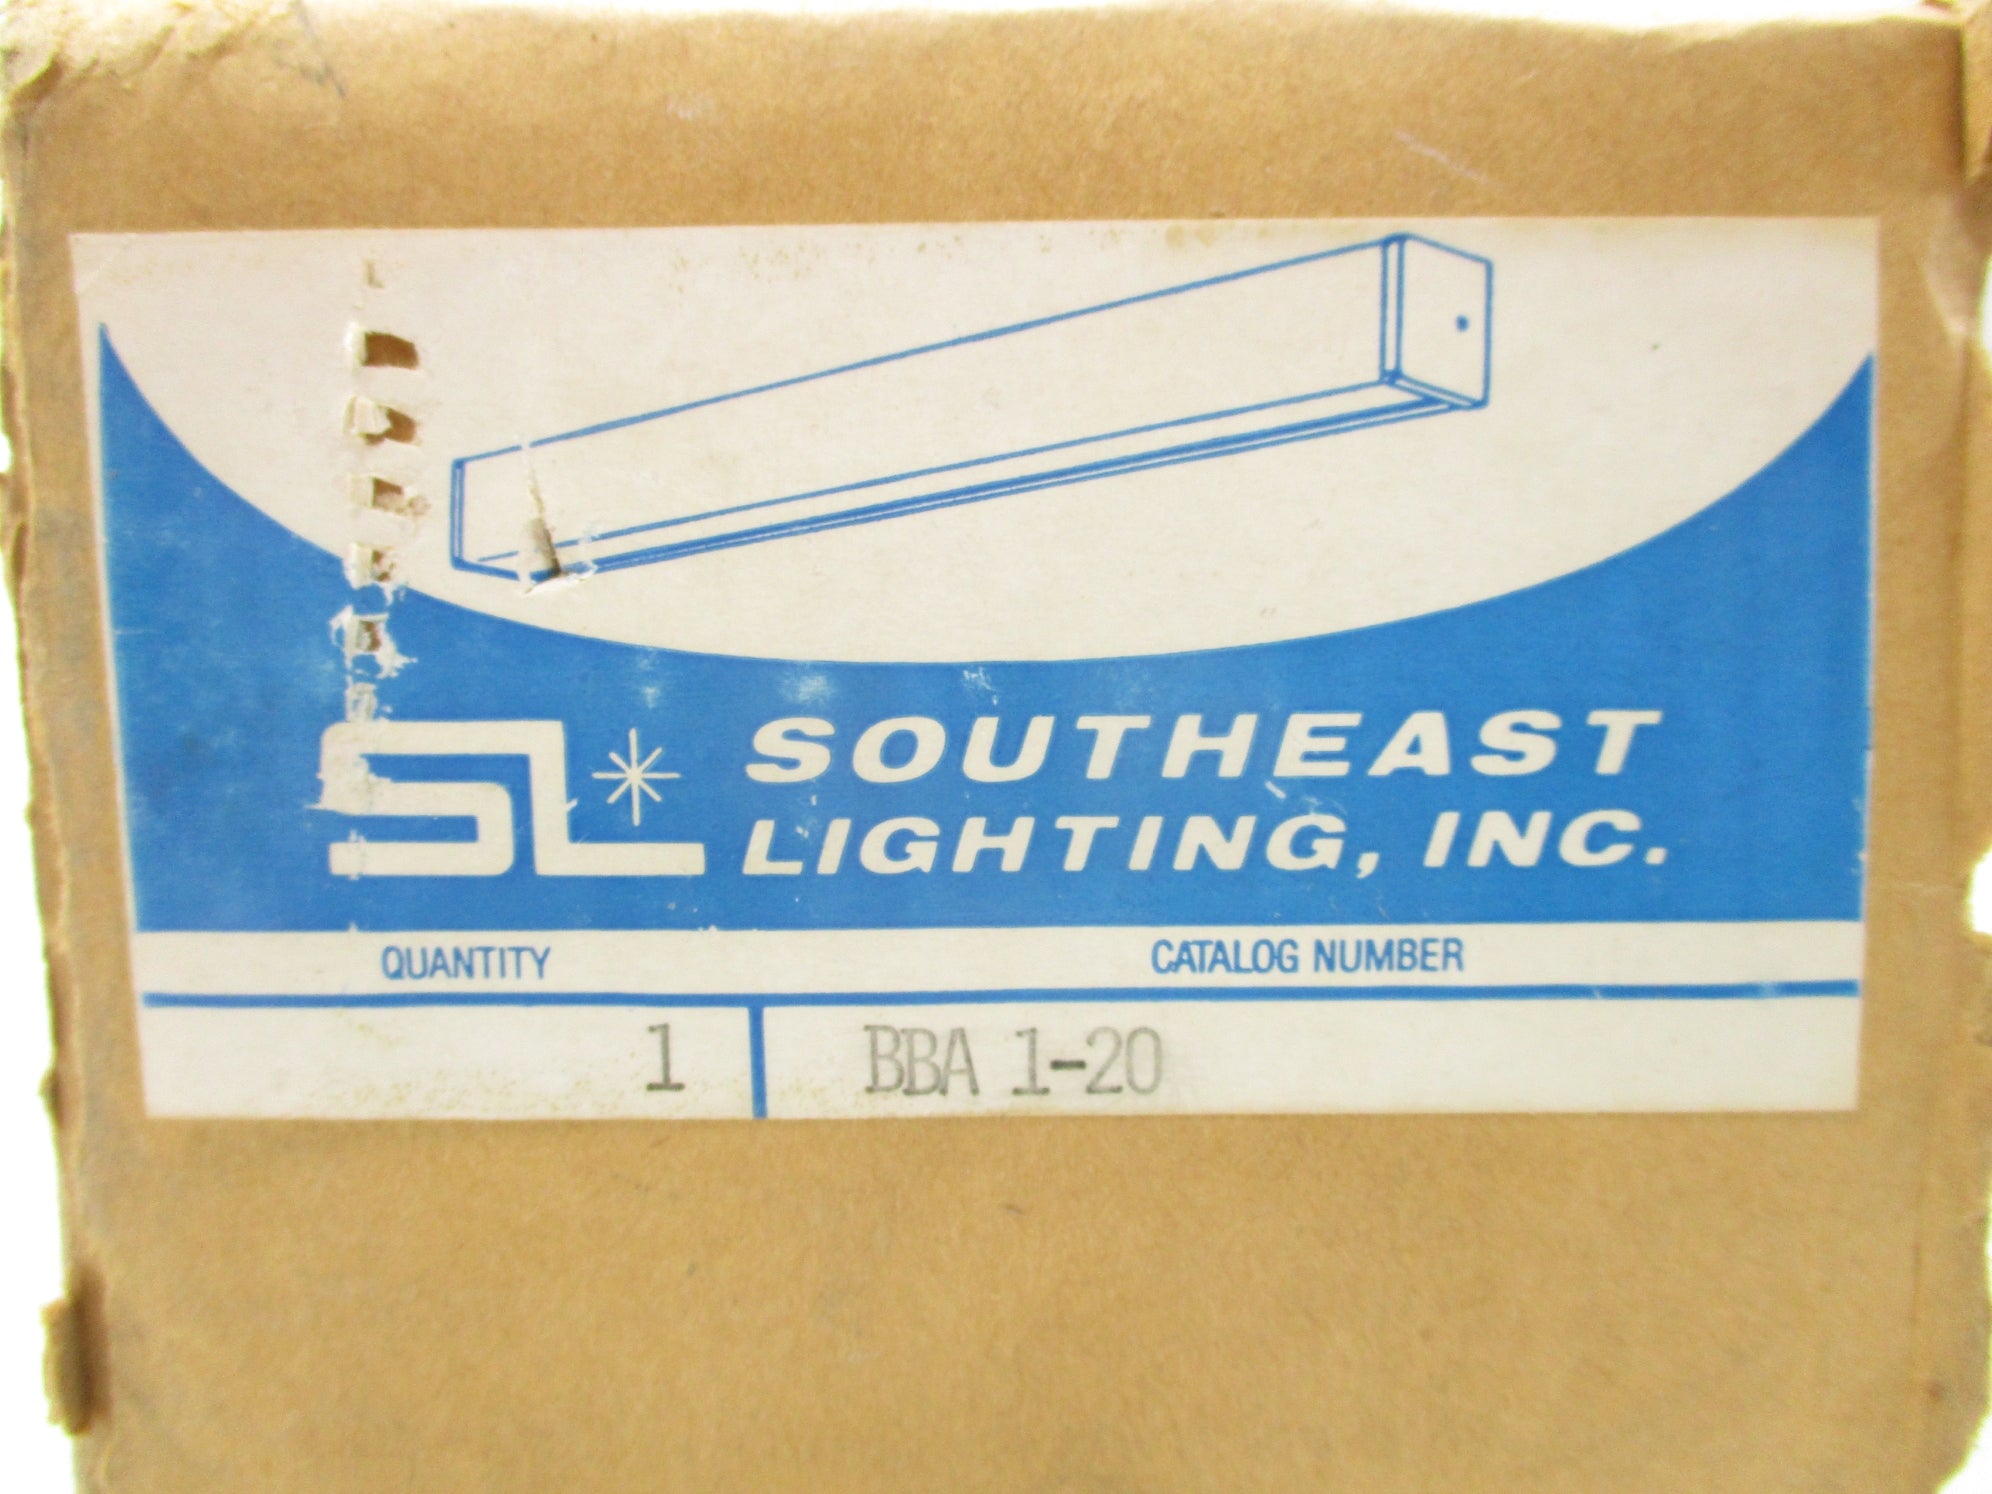 SL SOUTHEAST
LIGHTING, INC.
QUANTITY CATALOG NUMBER
1 BBA 1-20